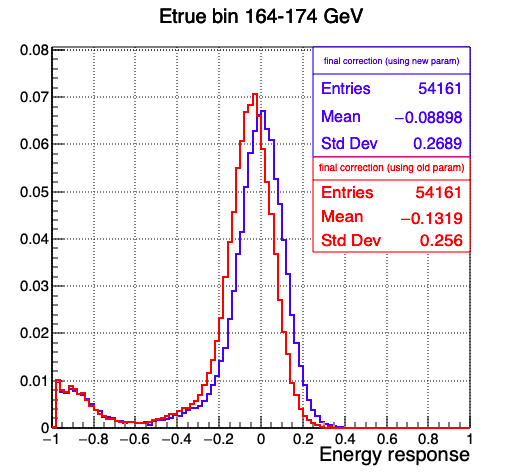 Etrue bin 164-174 GeV
0.08
0.07
0.06
0.05
0.04
0.03
0.02
0.01
0
final correction (using new param)
Entries 54161
Mean −0.08898
Std Dev 0.2689
final correction (using old param)
Entries 54161
Mean −0.1319
Std Dev 0.256
−1 −0.8 −0.6 −0.4 −0.2 0 0.2 0.4 0.6 0.8 1
Energy response